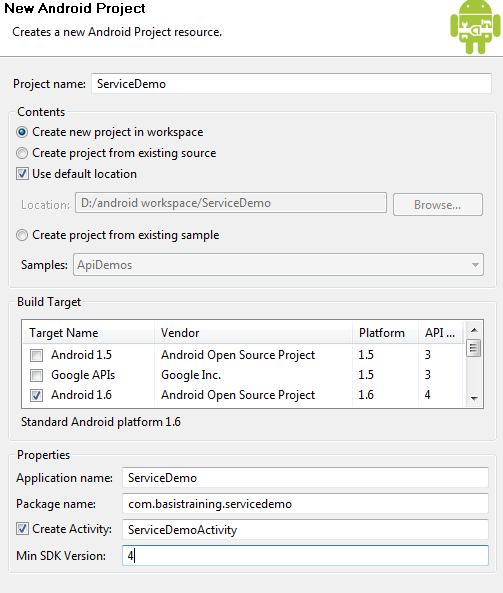 New Android Project
Creates a new Android Project resource.
Project name: ServiceDemo
Contents
Create new project in workspace
Create project from existing source
Use default location
Location: D:/android workspace/ServiceDemo Browse...
Create project from existing sample
Samples: ApiDemos
Build Target
Target Name Vendor Platform API ...
Android 1.5 Android Open Source Project 1.5 3
Google APIs Google Inc. 1.5 3
Android 1.6 Android Open Source Project 1.6 4
Standard Android platform 1.6
Properties
Application name: ServiceDemo
Package name: com.basistraining.servicedemo
Create Activity: ServiceDemoActivity
Min SDK Version: 4